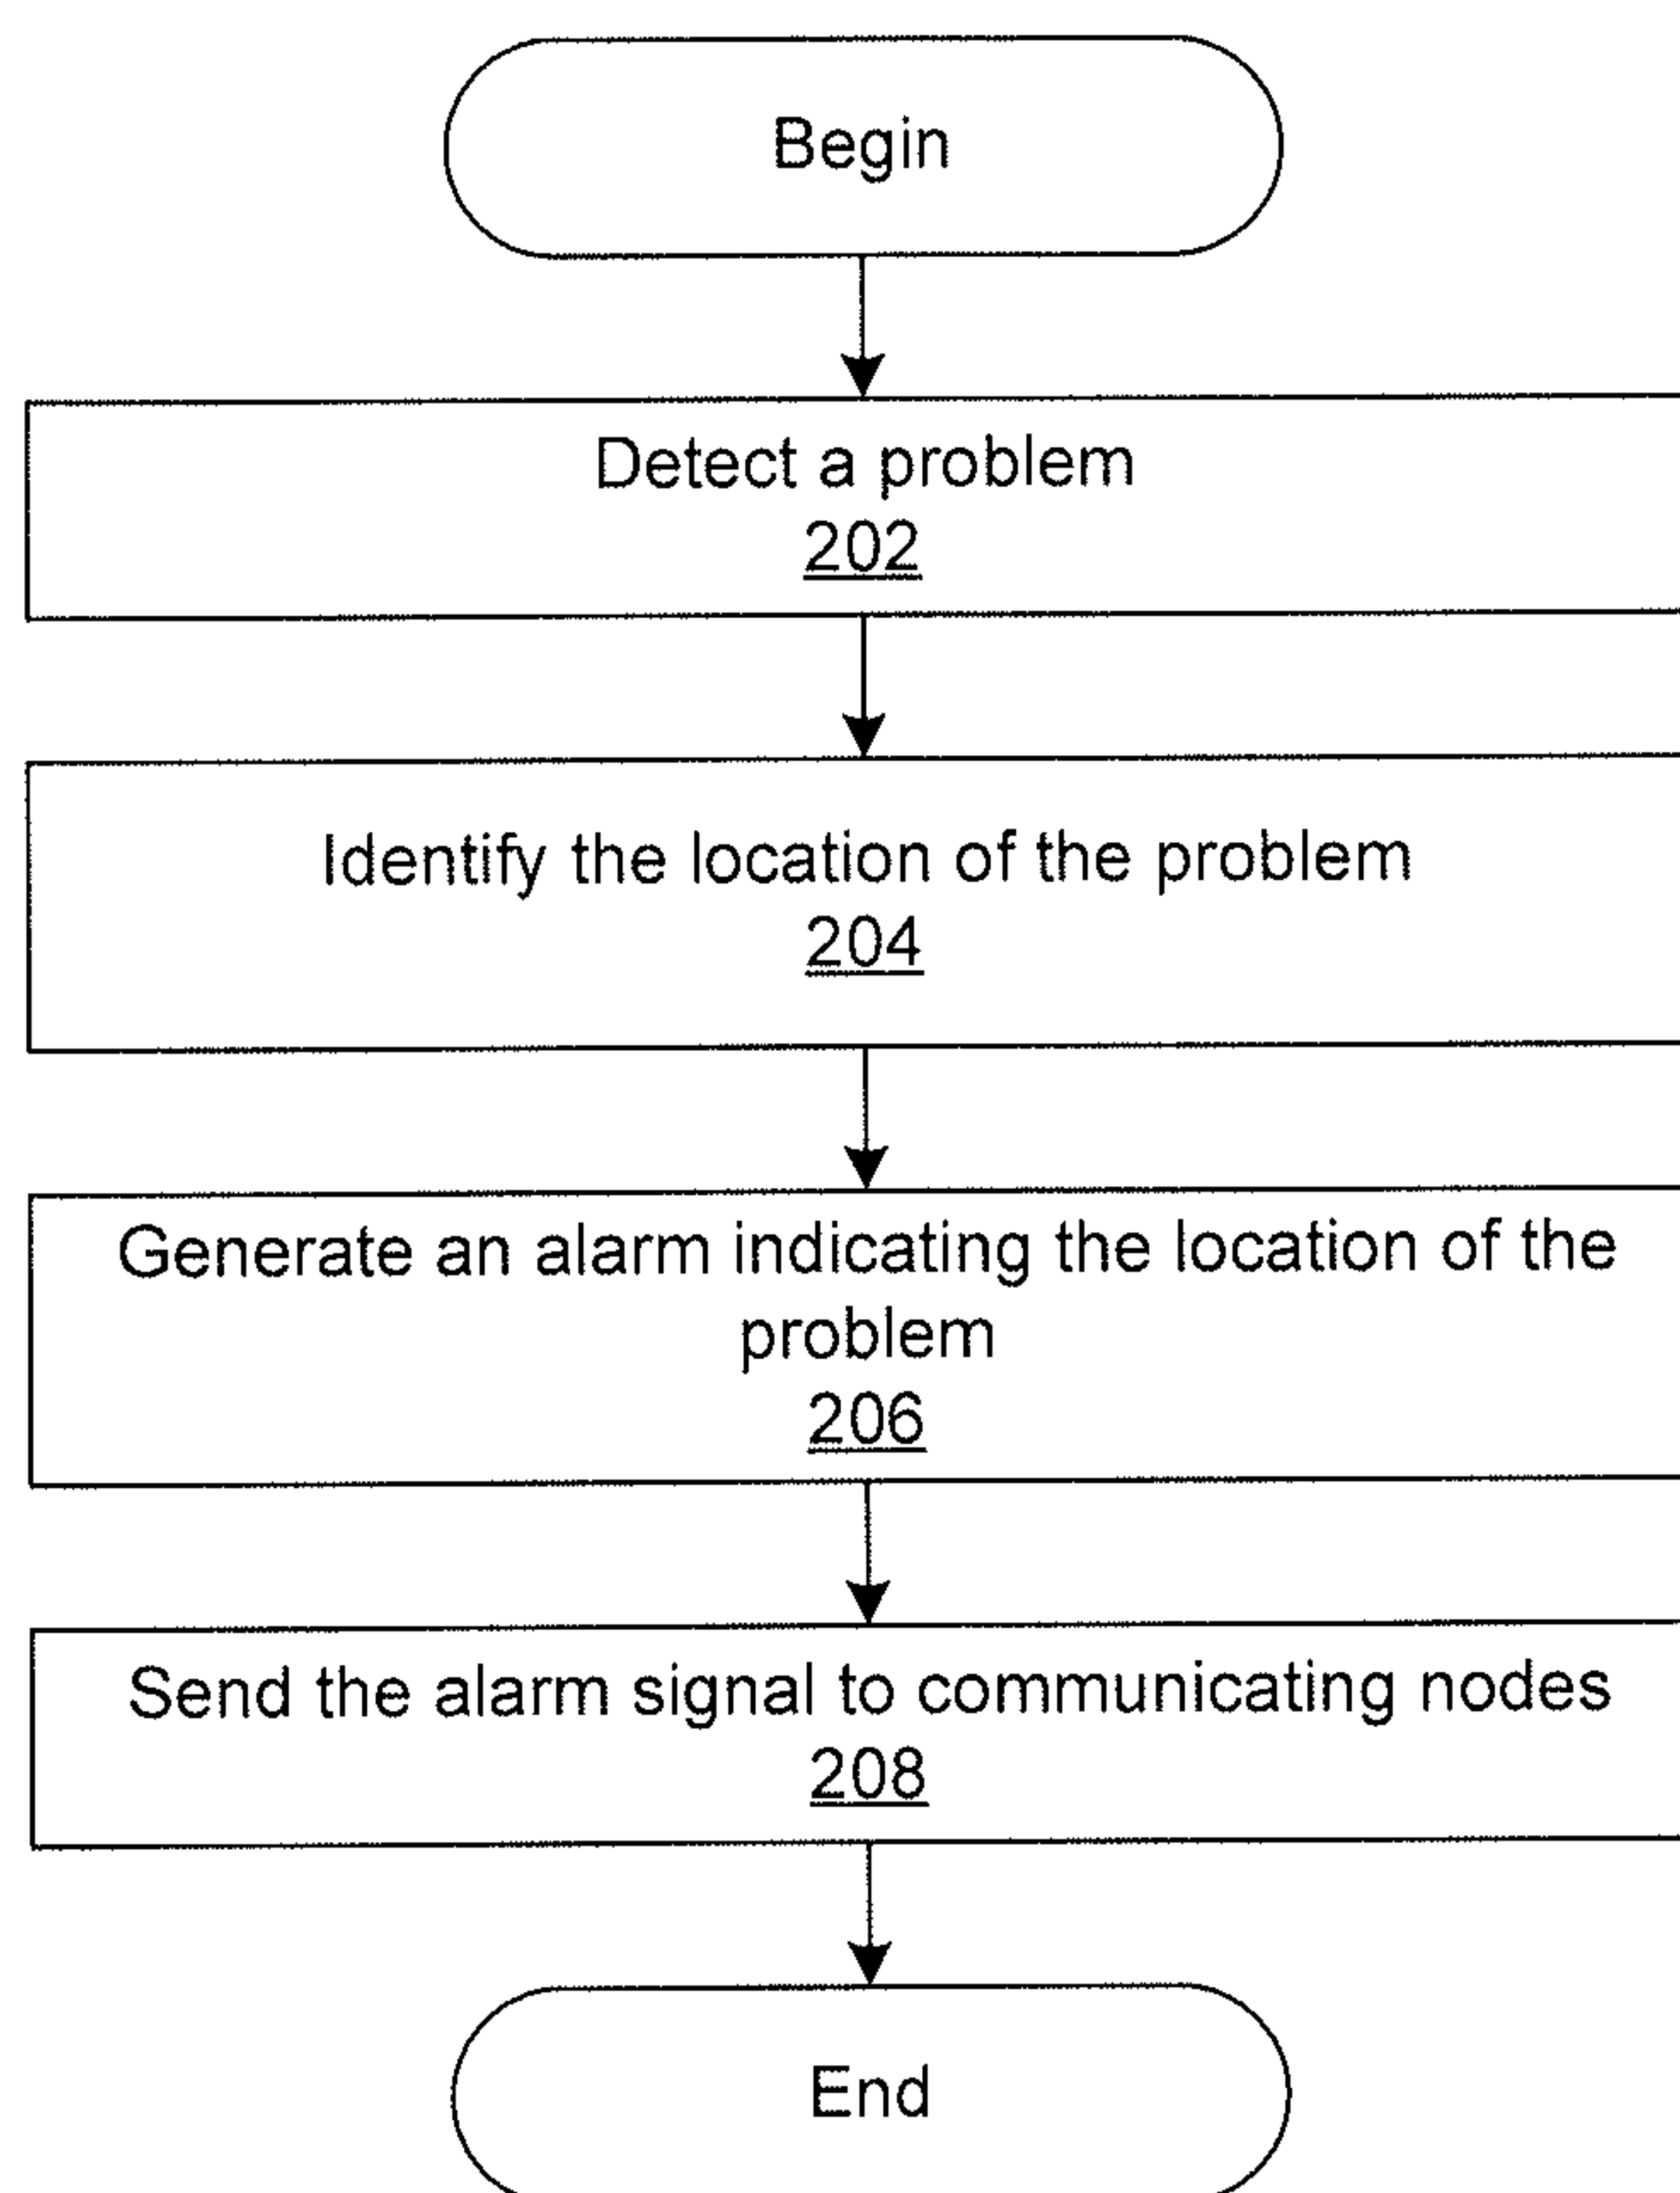 Begin
Detect a problem
202
Identify the location of the problem
204
Generate an alarm indicating the location of the
problem
206
Send the alarm signal to communicating nodes
208
End